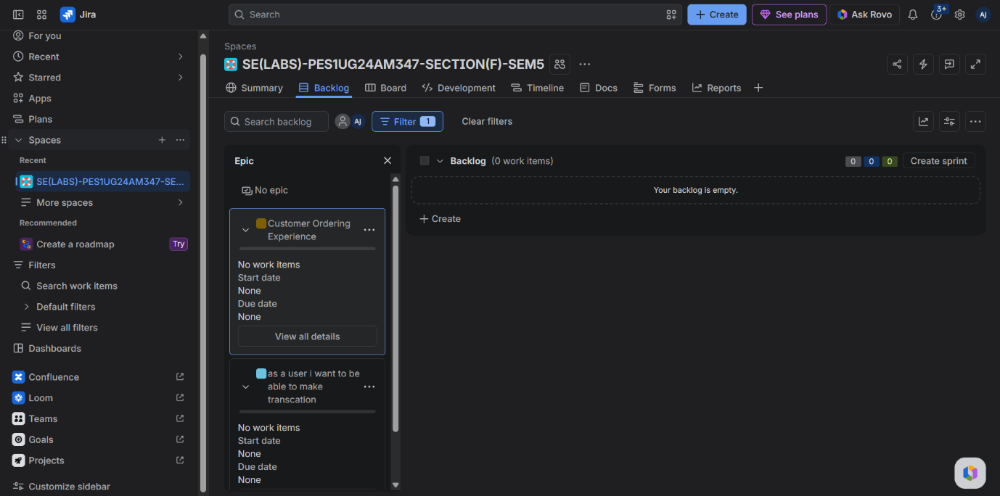 Jira
Search
Create
See plans
Ask Rovo
3+
AJ
For you
Recent
Starred
Apps
Plans
Spaces
Recent
SE(LABS)-PES1UG24AM347-SE...
More spaces
Recommended
Create a roadmap
Try
Filters
Search work items
Default filters
View all filters
Dashboards
Confluence
Loom
Teams
Goals
Projects
Customize sidebar
Spaces
SE(LABS)-PES1UG24AM347-SECTION(F)-SEM5
Summary
Backlog
Board
Development
Timeline
Docs
Forms
Reports
Search backlog
AJ
Filter 1
Clear filters
Epic
No epic
Customer Ordering
Experience
No work items
Start date
None
Due date
None
View all details
as a user i want to be
able to make
transcation
No work items
Start date
None
Due date
None
Backlog (0 work items)
0 0 0
Create sprint
Your backlog is empty.
Create